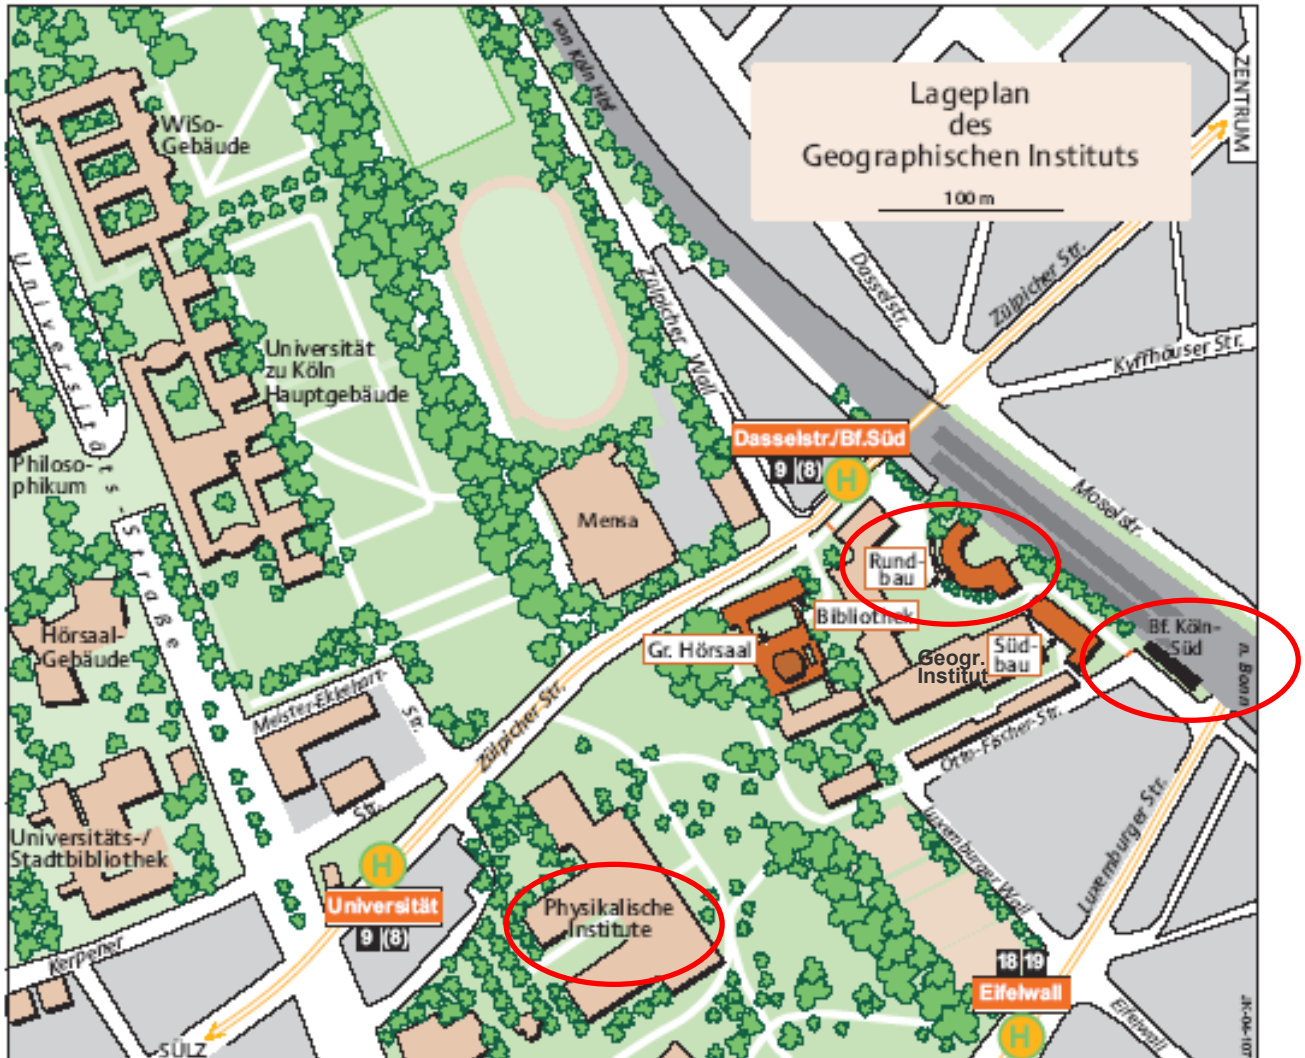 von Köln Hbf
Lageplan
des
Geographischen Instituts
100 m
ZENTRUM
WiSo-
Gebäude
Universitäts-Straße
Zülpicher Wall
Dasselstr.
Zülpicher Str.
Kyffhäuser Str.
Universität
zu Köln
Hauptgebäude
Philoso-
phikum
Dasselstr./Bf.Süd
9 (8)
H
Moselstr.
Mensa
Rund-
bau
Bibliothek
Gr. Hörsaal
Geogr.
Institut
Süd-
bau
Bf. Köln-
Süd
n. Bonn
Hörsaal-
Gebäude
Meister-Ekkehart-
Str.
Zülpicher Str.
Otto-Fischer-Str.
Str.
Luxemburger Wall
Luxemburger Str.
Universitäts-/
Stadtbibliothek
H
Universität
9 (8)
Physikalische
Institute
Kerpener
18 19
Eifelwall
H
Eifelwall
SÜLZ